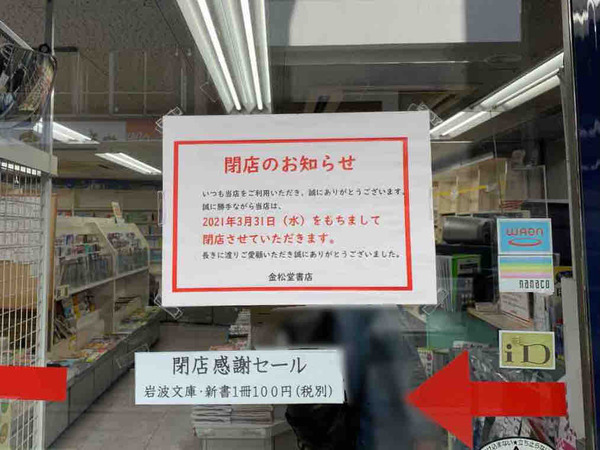 閉店のお知らせ
いつも当店をご利用いただき、誠にありがとうございます。
誠に勝手ながら当店は、
2021年3月31日（水）をもちまして
閉店させていただきます。
長きに渡りご愛顧いただき誠にありがとうございました。
金松堂書店
WAON
nanaco
iD
閉店感謝セール
岩波文庫・新書1冊100円(税別)